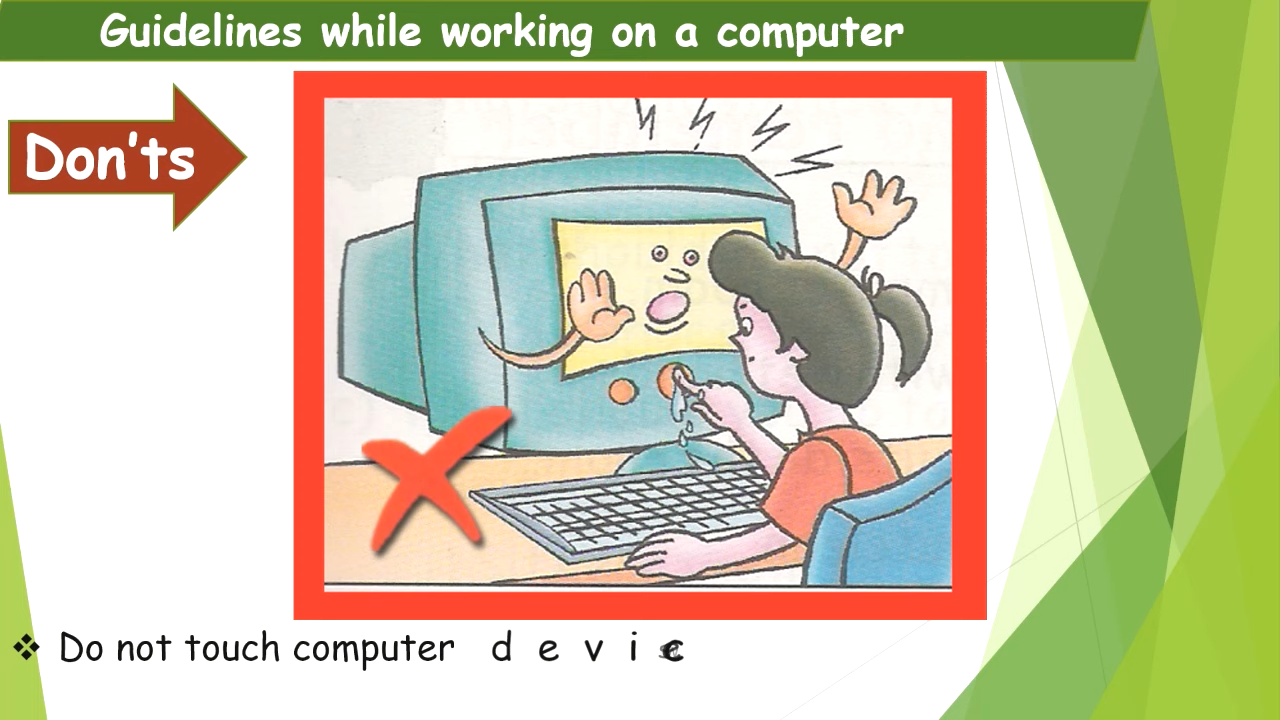 Guidelines while working on a computer
Don'ts
❖ Do not touch computer d e v i c